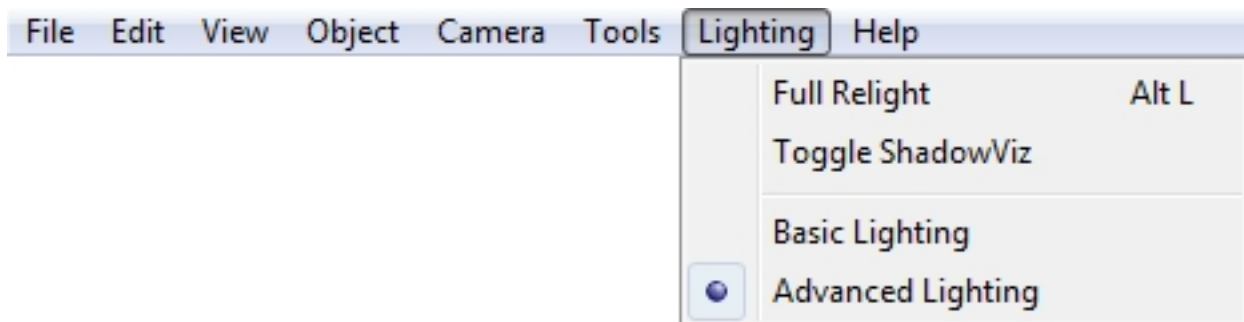 File Edit View Object Camera Tools Lighting Help
Full Relight Alt L
Toggle ShadowViz
Basic Lighting
Advanced Lighting